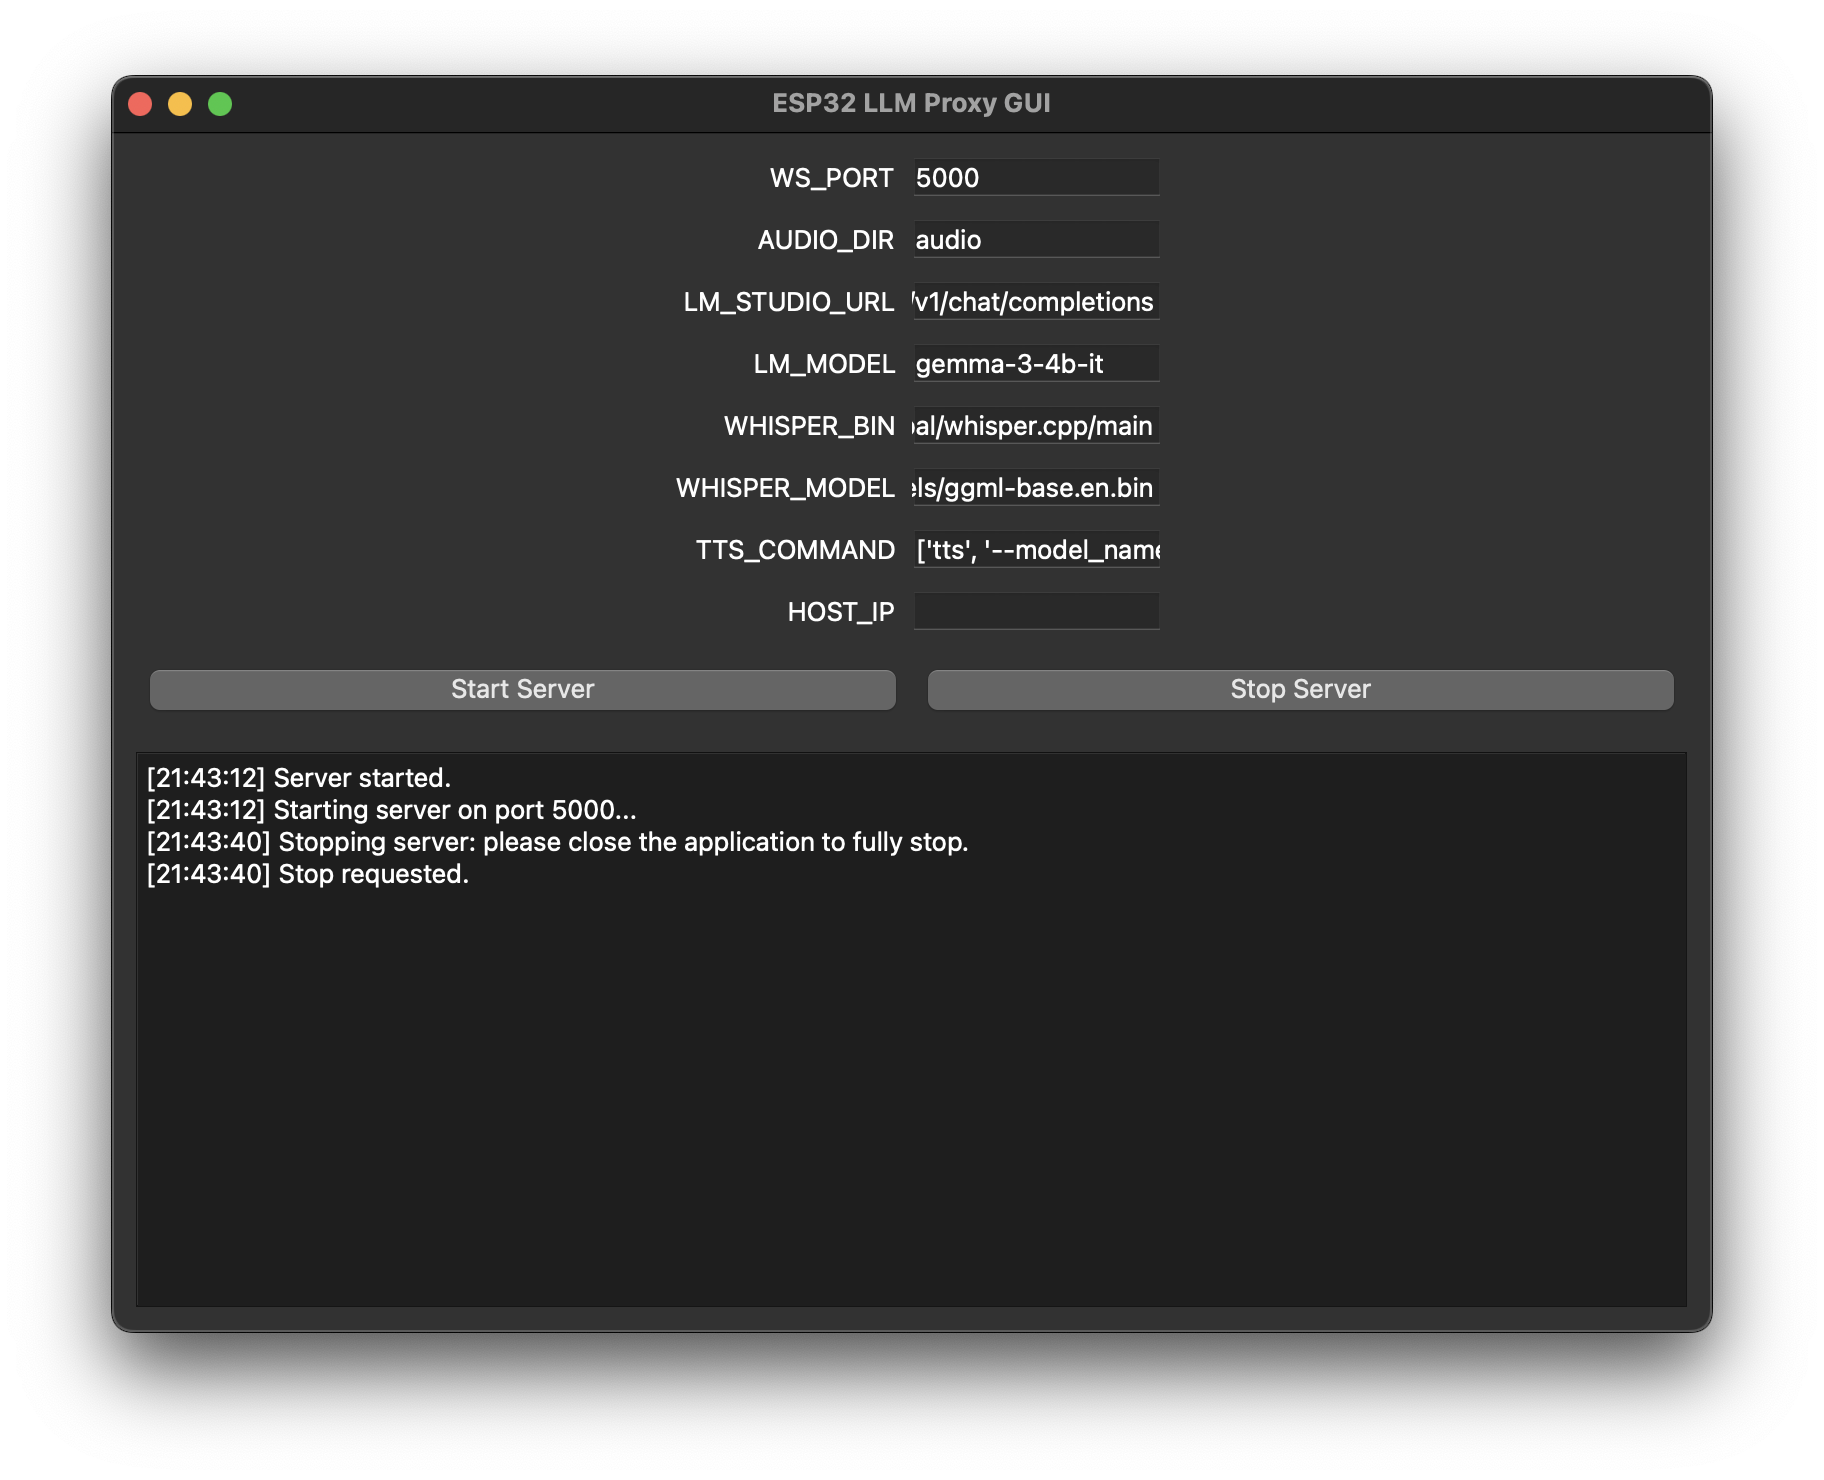 ESP32 LLM Proxy GUI
WS_PORT 5000
AUDIO_DIR audio
LM_STUDIO_URL /v1/chat/completions
LM_MODEL gemma-3-4b-it
WHISPER_BIN al/whisper.cpp/main
WHISPER_MODEL els/ggml-base.en.bin
TTS_COMMAND ['tts', '--model_name
HOST_IP
Start Server Stop Server
[21:43:12] Server started.
[21:43:12] Starting server on port 5000...
[21:43:40] Stopping server: please close the application to fully stop.
[21:43:40] Stop requested.